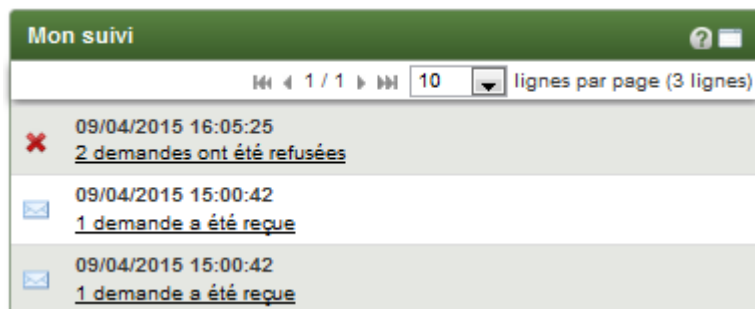 Mon suivi
1 / 1 10 lignes par page (3 lignes)
09/04/2015 16:05:25
2 demandes ont été refusées
09/04/2015 15:00:42
1 demande a été reçue
09/04/2015 15:00:42
1 demande a été reçue